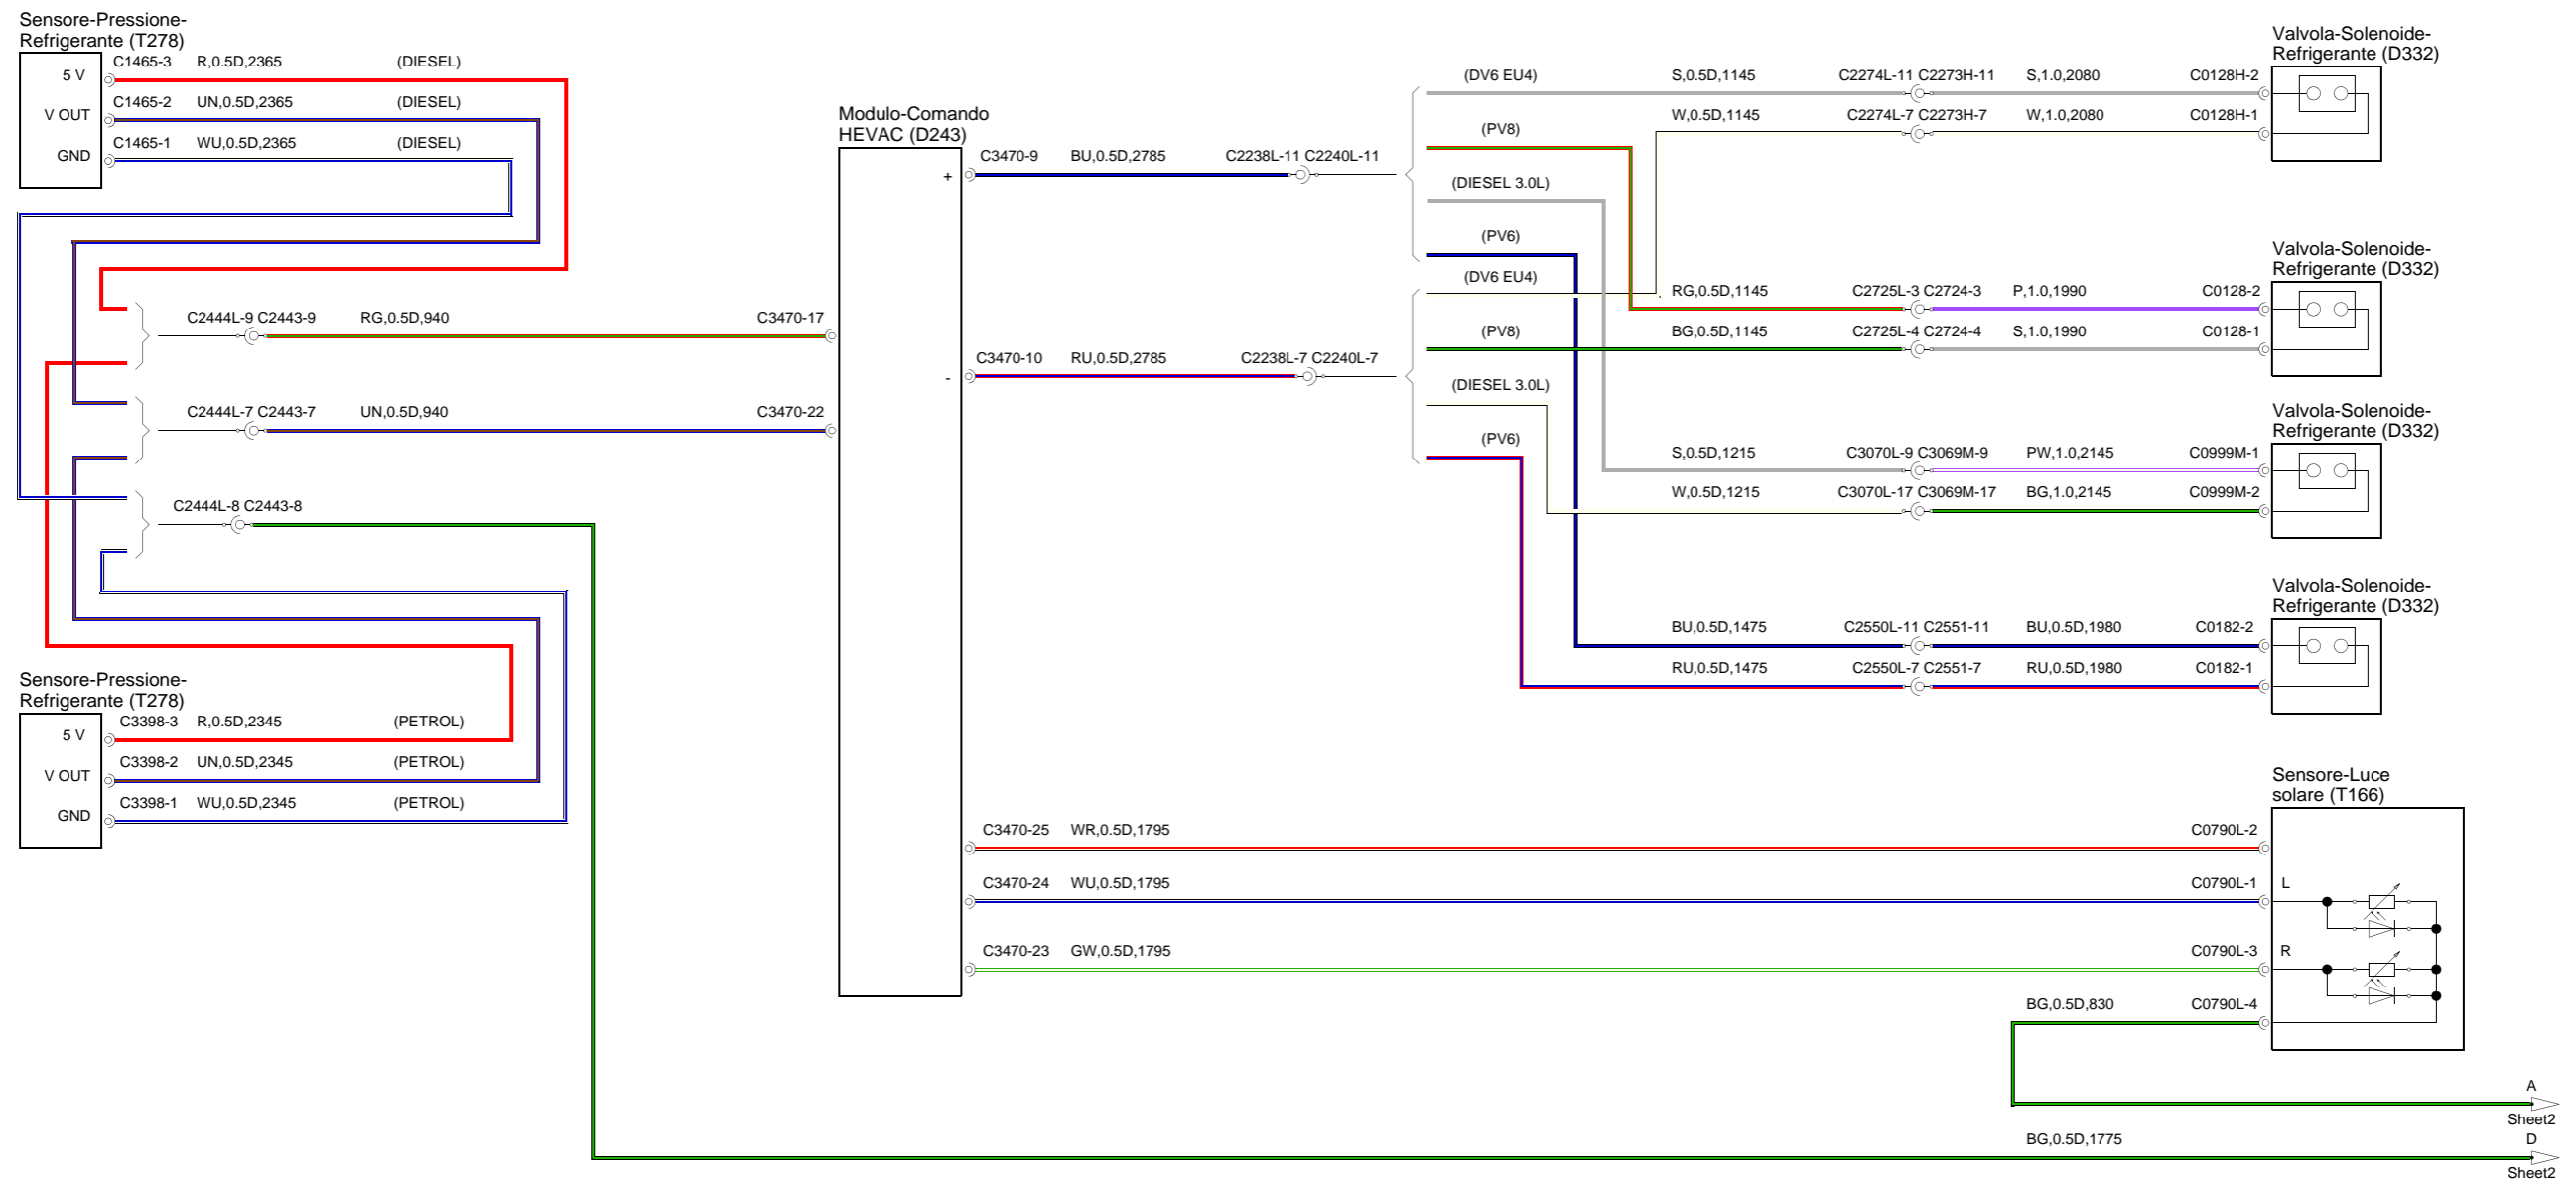 Sensore-Pressione-
Refrigerante (T278)
5 V
C1465-3 R,0.5D,2365 (DIESEL)
V OUT
C1465-2 UN,0.5D,2365 (DIESEL)
GND
C1465-1 WU,0.5D,2365 (DIESEL)
C2444L-9 C2443-9 RG,0.5D,940 C3470-17
C2444L-7 C2443-7 UN,0.5D,940 C3470-22
C2444L-8 C2443-8
Sensore-Pressione-
Refrigerante (T278)
5 V
C3398-3 R,0.5D,2345 (PETROL)
V OUT
C3398-2 UN,0.5D,2345 (PETROL)
GND
C3398-1 WU,0.5D,2345 (PETROL)
Modulo-Comando
HEVAC (D243)
+
C3470-9 BU,0.5D,2785 C2238L-11 C2240L-11
-
C3470-10 RU,0.5D,2785 C2238L-7 C2240L-7
(DV6 EU4)
(PV8)
(DIESEL 3.0L)
(PV6)
(DV6 EU4)
(PV8)
(DIESEL 3.0L)
(PV6)
Valvola-Solenoide-
Refrigerante (D332)
S,0.5D,1145 C2274L-11 C2273H-11 S,1.0,2080 C0128H-2
W,0.5D,1145 C2274L-7 C2273H-7 W,1.0,2080 C0128H-1
Valvola-Solenoide-
Refrigerante (D332)
RG,0.5D,1145 C2725L-3 C2724-3 P,1.0,1990 C0128-2
BG,0.5D,1145 C2725L-4 C2724-4 S,1.0,1990 C0128-1
Valvola-Solenoide-
Refrigerante (D332)
S,0.5D,1215 C3070L-9 C3069M-9 PW,1.0,2145 C0999M-1
W,0.5D,1215 C3070L-17 C3069M-17 BG,1.0,2145 C0999M-2
Valvola-Solenoide-
Refrigerante (D332)
BU,0.5D,1475 C2550L-11 C2551-11 BU,0.5D,1980 C0182-2
RU,0.5D,1475 C2550L-7 C2551-7 RU,0.5D,1980 C0182-1
Sensore-Luce
solare (T166)
C3470-25 WR,0.5D,1795 C0790L-2
C3470-24 WU,0.5D,1795 C0790L-1 L
C3470-23 GW,0.5D,1795 C0790L-3 R
BG,0.5D,830 C0790L-4
A
Sheet2
BG,0.5D,1775 D
Sheet2